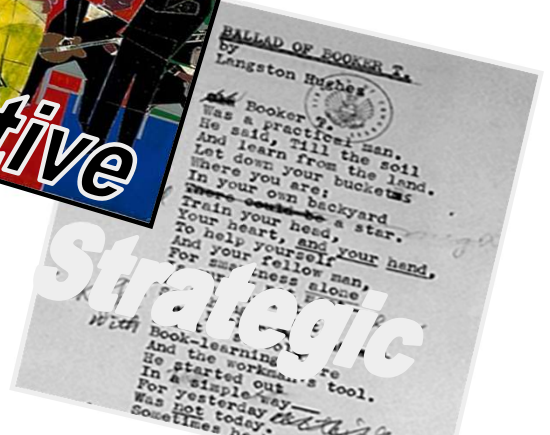 tive
BALLAD OF BOOKER T.
by
Langston Hughes
Booker T.
Was a practical man.
He said, Till the soil
And learn from the land.
Let down your buckets
Where you are;
In your own backyard
There could be a star.
Train your head,
Your heart, and your hand,
To help yourself
And your fellow man,
For smartness alone
Strategic
With
Book-learning
And the workman's tool.
He started out
In a simple way—
For yesterday
Was not today.
Sometimes